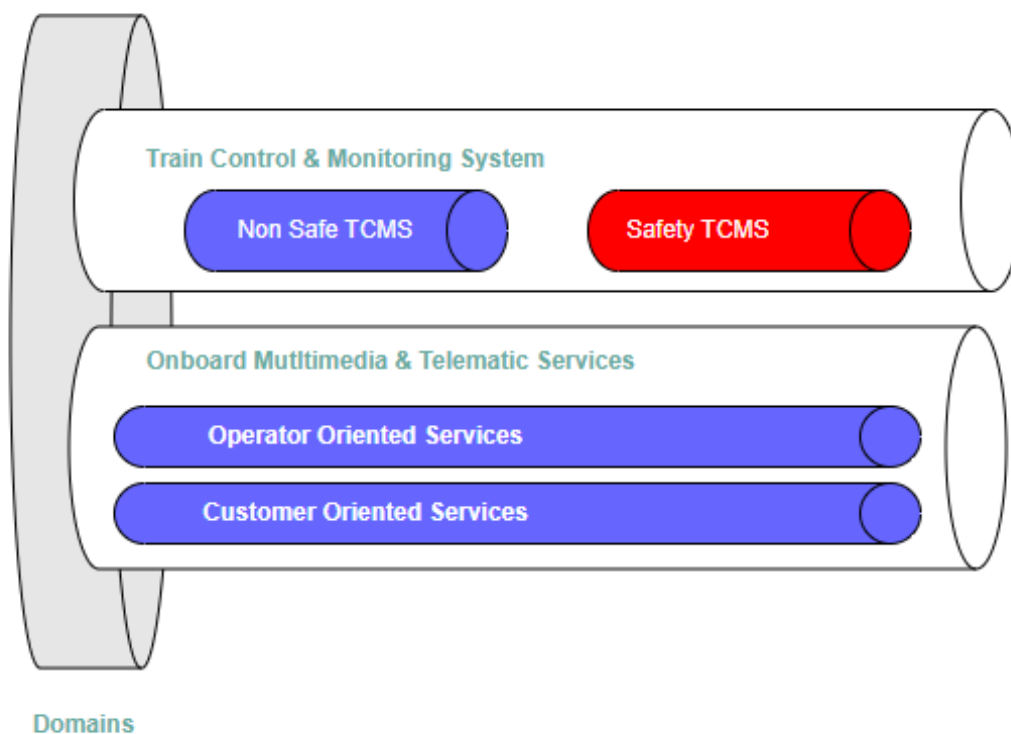 Train Control & Monitoring System
Non Safe TCMS
Safety TCMS
Onboard Mutltimedia & Telematic Services
Operator Oriented Services
Customer Oriented Services
Domains